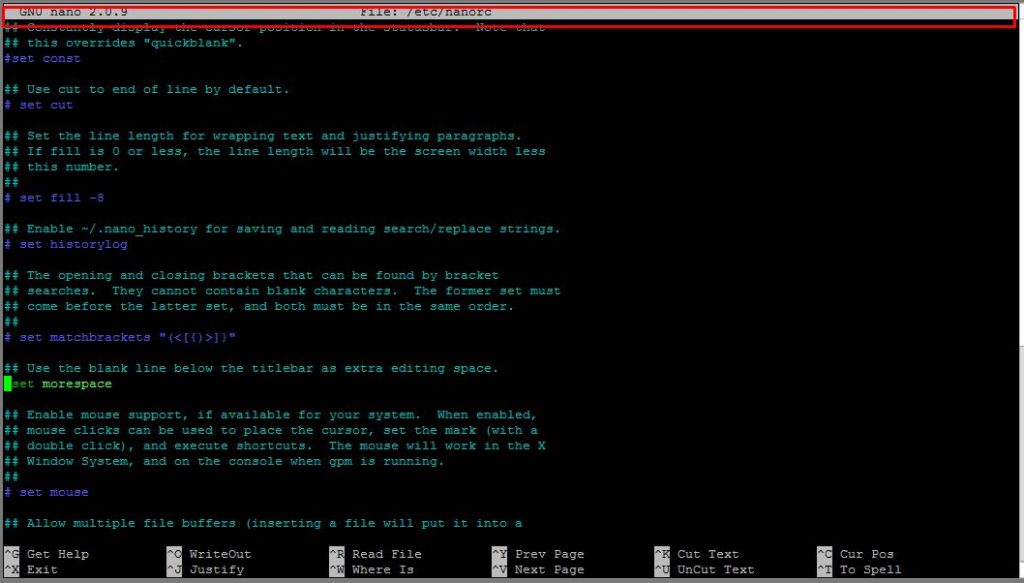 GNU nano 2.0.9 File: /etc/nanorc
## Constantly display the cursor position in the statusbar.  Note that
## this overrides "quickblank".
#set const
## Use cut to end of line by default.
# set cut
## Set the line length for wrapping text and justifying paragraphs.
## If fill is 0 or less, the line length will be the screen width less
## this number.
##
# set fill -8
## Enable ~/.nano_history for saving and reading search/replace strings.
# set historylog
## The opening and closing brackets that can be found by bracket
## searches.  They cannot contain blank characters.  The former set must
## come before the latter set, and both must be in the same order.
##
# set matchbrackets "(<[{)>]}"
## Use the blank line below the titlebar as extra editing space.
set morespace
## Enable mouse support, if available for your system.  When enabled,
## mouse clicks can be used to place the cursor, set the mark (with a
## double click), and execute shortcuts.  The mouse will work in the X
## Window System, and on the console when gpm is running.
##
# set mouse
## Allow multiple file buffers (inserting a file will put it into a
^G Get Help ^O WriteOut ^R Read File ^Y Prev Page ^K Cut Text ^C Cur Pos
^X Exit ^J Justify ^W Where Is ^V Next Page ^U UnCut Text ^T To Spell